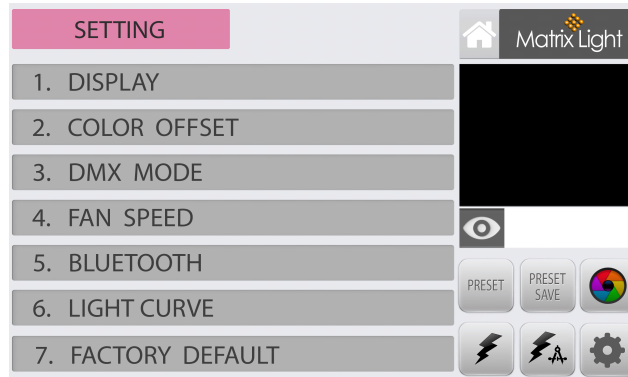 SETTING
Matrix Light
1. DISPLAY
2. COLOR OFFSET
3. DMX MODE
4. FAN SPEED
5. BLUETOOTH
6. LIGHT CURVE
7. FACTORY DEFAULT
PRESET
PRESET
SAVE